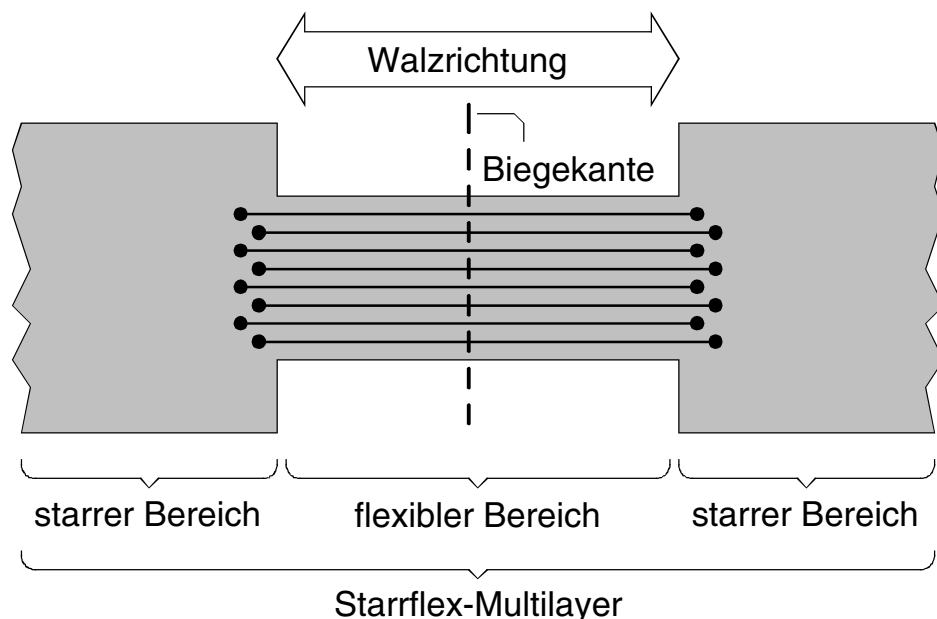 Walzrichtung
Biegekante
starrer Bereich
flexibler Bereich
starrer Bereich
Starrflex-Multilayer